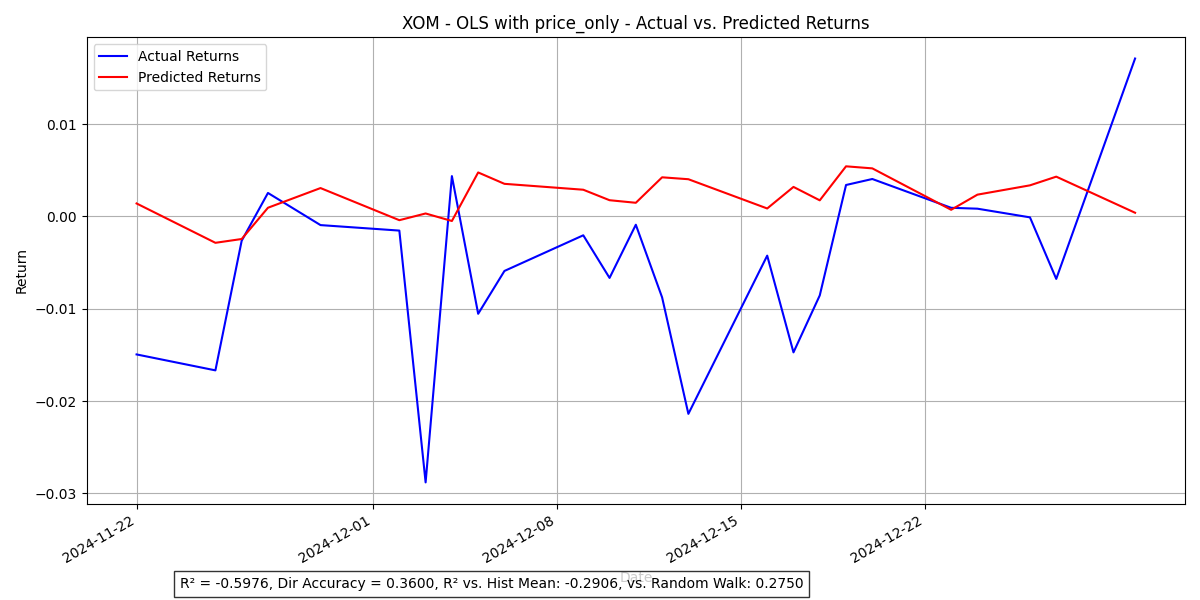 XOM - OLS with price_only - Actual vs. Predicted Returns
Actual Returns
Predicted Returns
Return
0.01
0.00
−0.01
−0.02
−0.03
2024-11-22
2024-12-01
2024-12-08
2024-12-15
2024-12-22
Date
R² = -0.5976, Dir Accuracy = 0.3600, R² vs. Hist Mean: -0.2906, vs. Random Walk: 0.2750